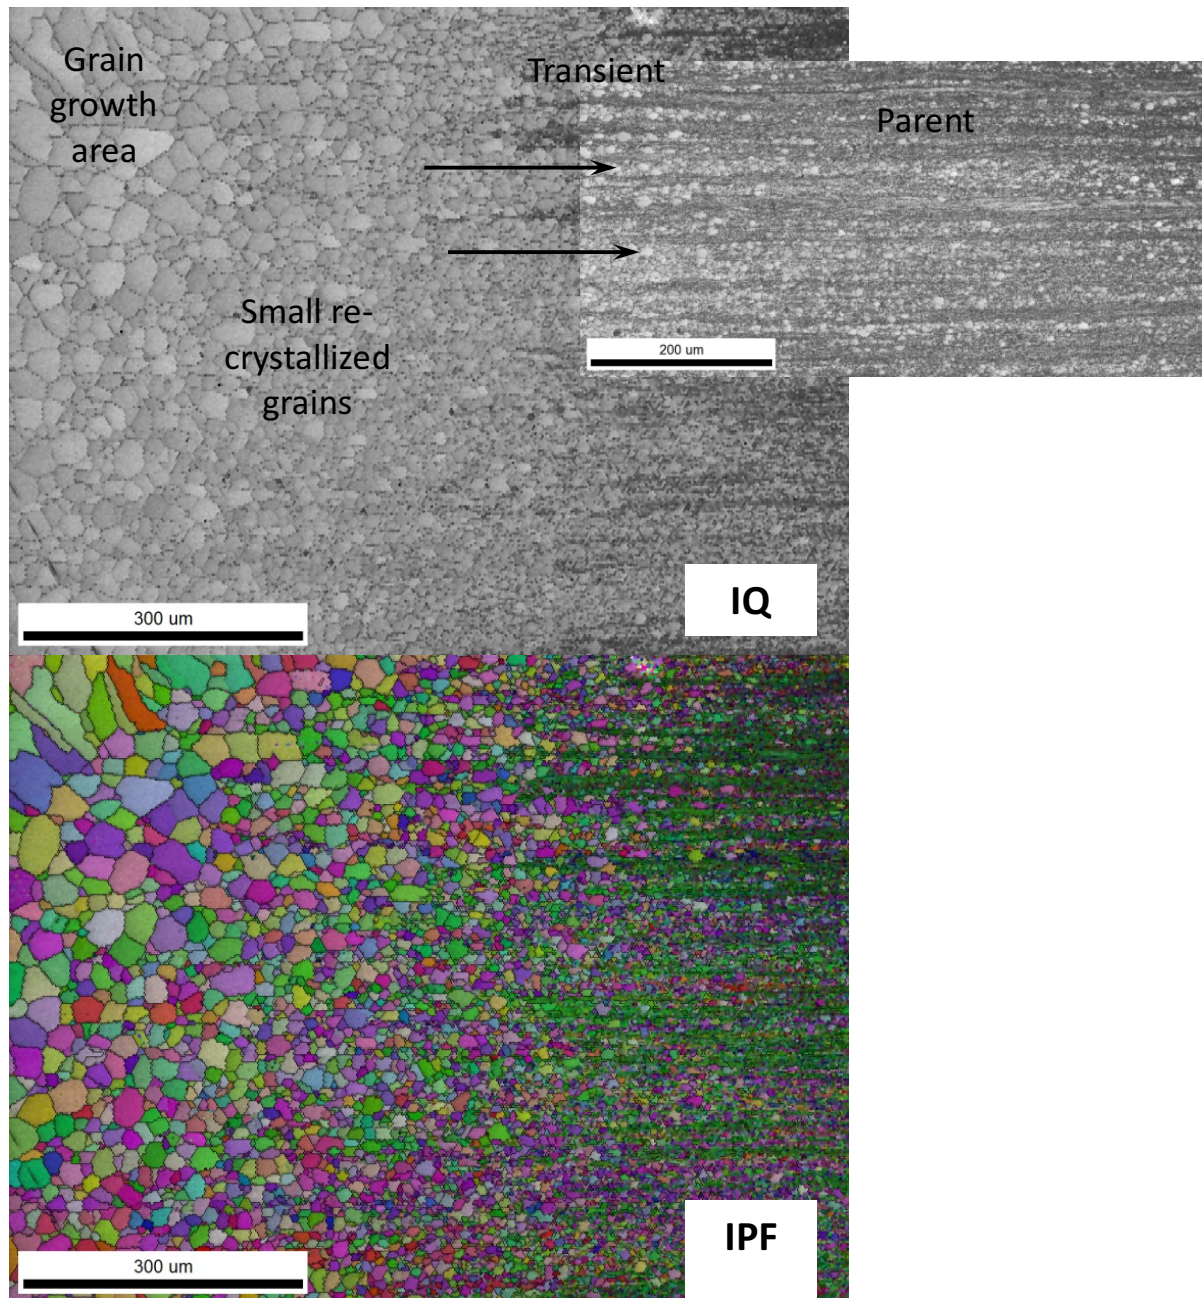 Grain
growth
area
Transient
Parent
Small re-
crystallized
grains
200 um
IQ
300 um
IPF
300 um